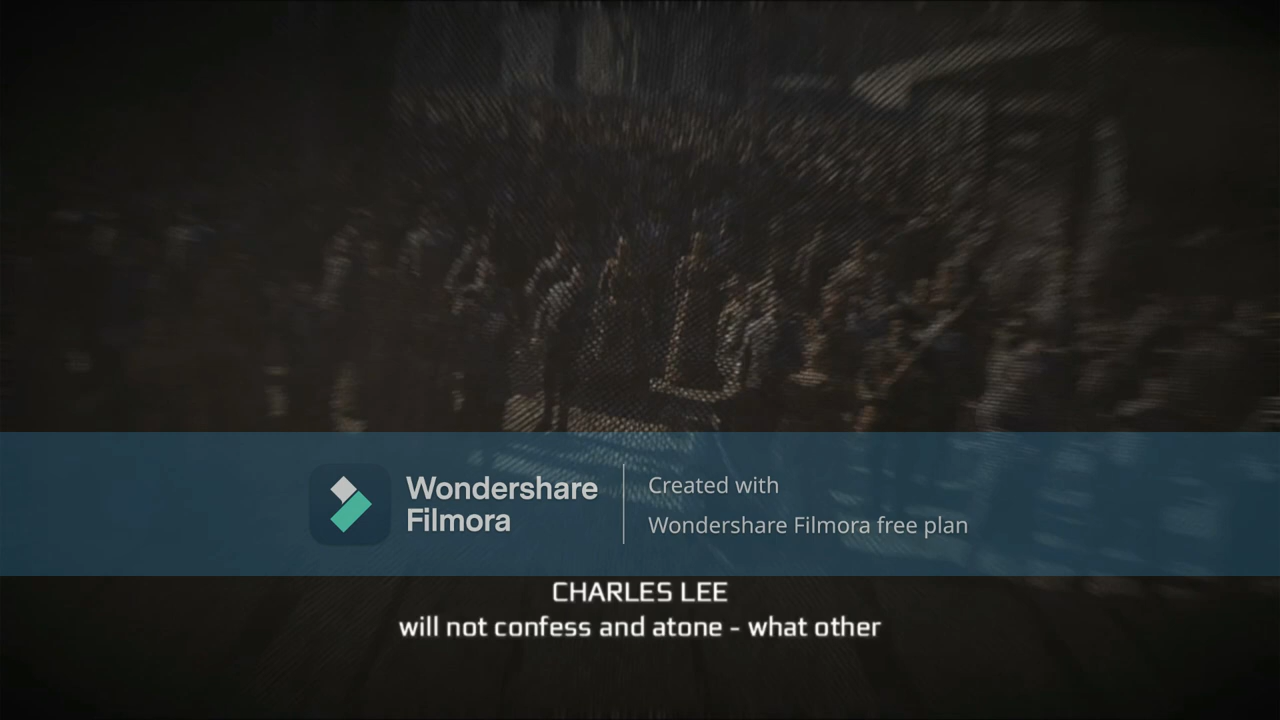 Wondershare
Filmora
Created with
Wondershare Filmora free plan
CHARLES LEE
will not confess and atone - what other